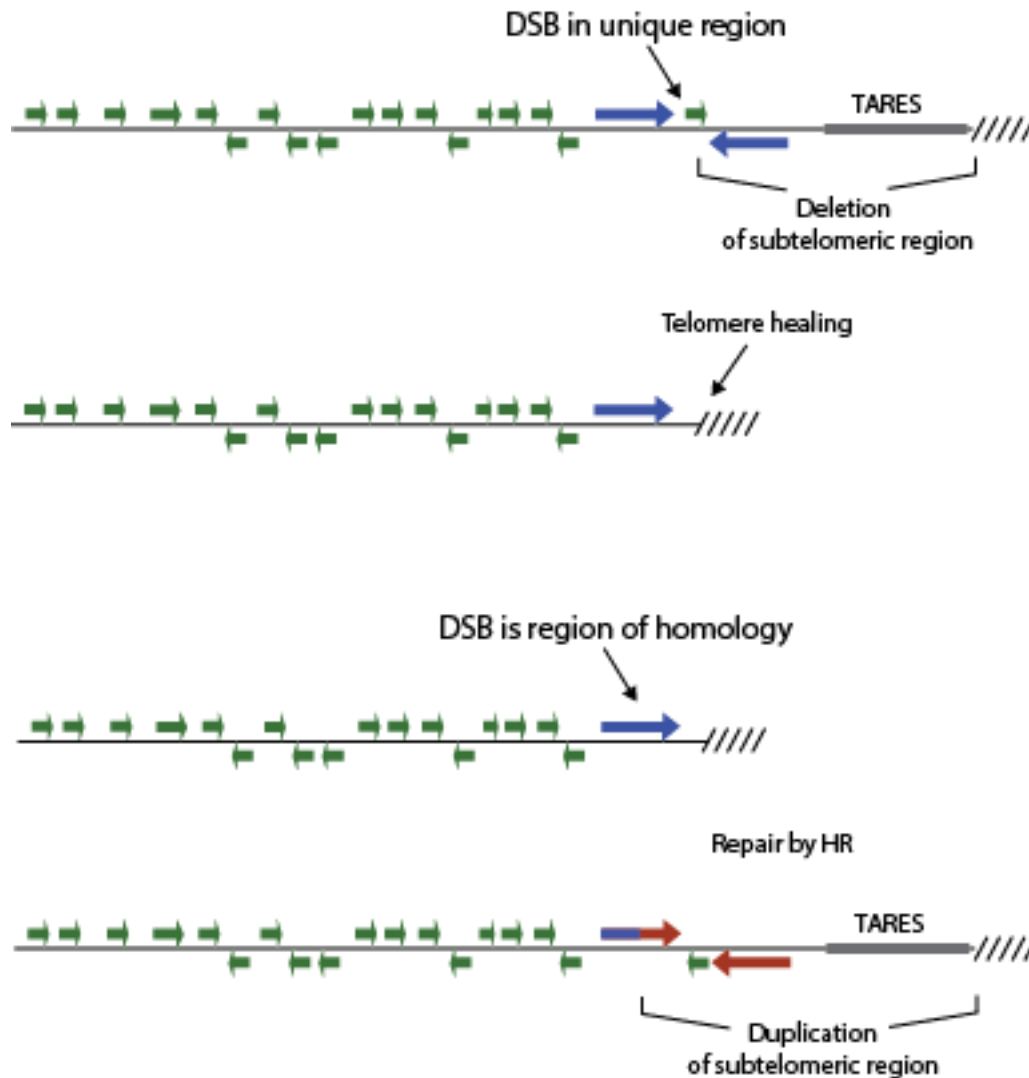 DSB in unique region
TARES
Deletion
of subtelomeric region
Telomere healing
DSB is region of homology
Repair by HR
TARES
Duplication
of subtelomeric region